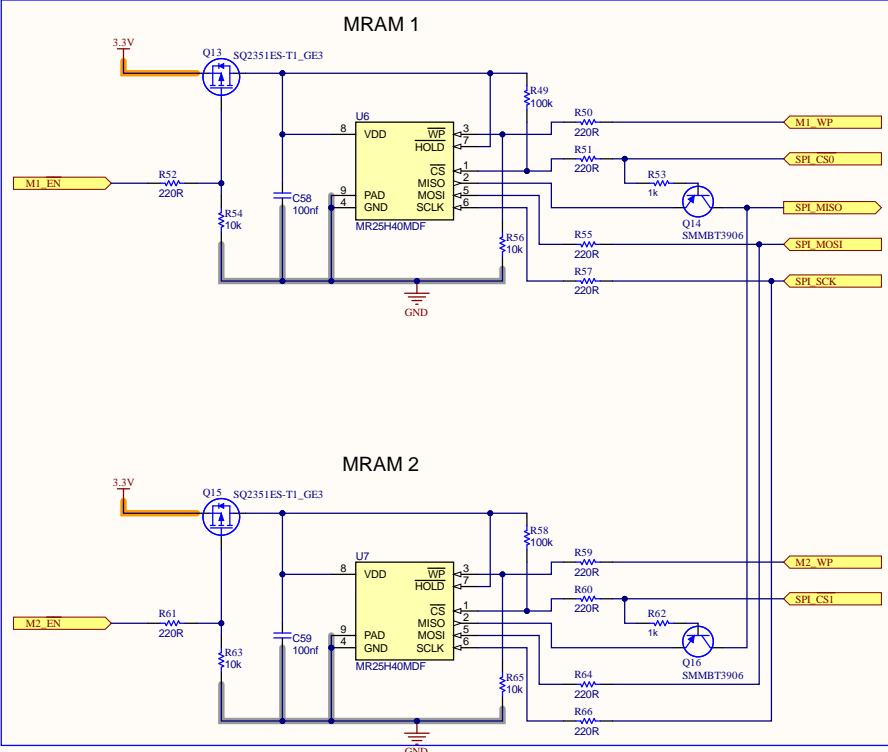 MRAM 1
3.3V
Q13
SQ2351ES-T1_GE3
R49
100k
U6
8 VDD
WP 3
HOLD 7
CS 1
MISO 2
MOSI 5
SCLK 6
9 PAD
4 GND
MR25H40MDF
R50
220R
M1_WP
R51
220R
SPI_CS0
R53
1k
M1_EN
R52
220R
C58
100nf
R54
10k
SPI_MISO
Q14
SMMBT3906
R56
10k
R55
220R
SPI_MOSI
R57
220R
SPI_SCK
GND
MRAM 2
3.3V
Q15
SQ2351ES-T1_GE3
R58
100k
U7
8 VDD
WP 3
HOLD 7
CS 1
MISO 2
MOSI 5
SCLK 6
9 PAD
4 GND
MR25H40MDF
R59
220R
M2_WP
R60
220R
SPI_CS1
R62
1k
M2_EN
R61
220R
C59
100nf
R63
10k
Q16
SMMBT3906
R65
10k
R64
220R
R66
220R
GND